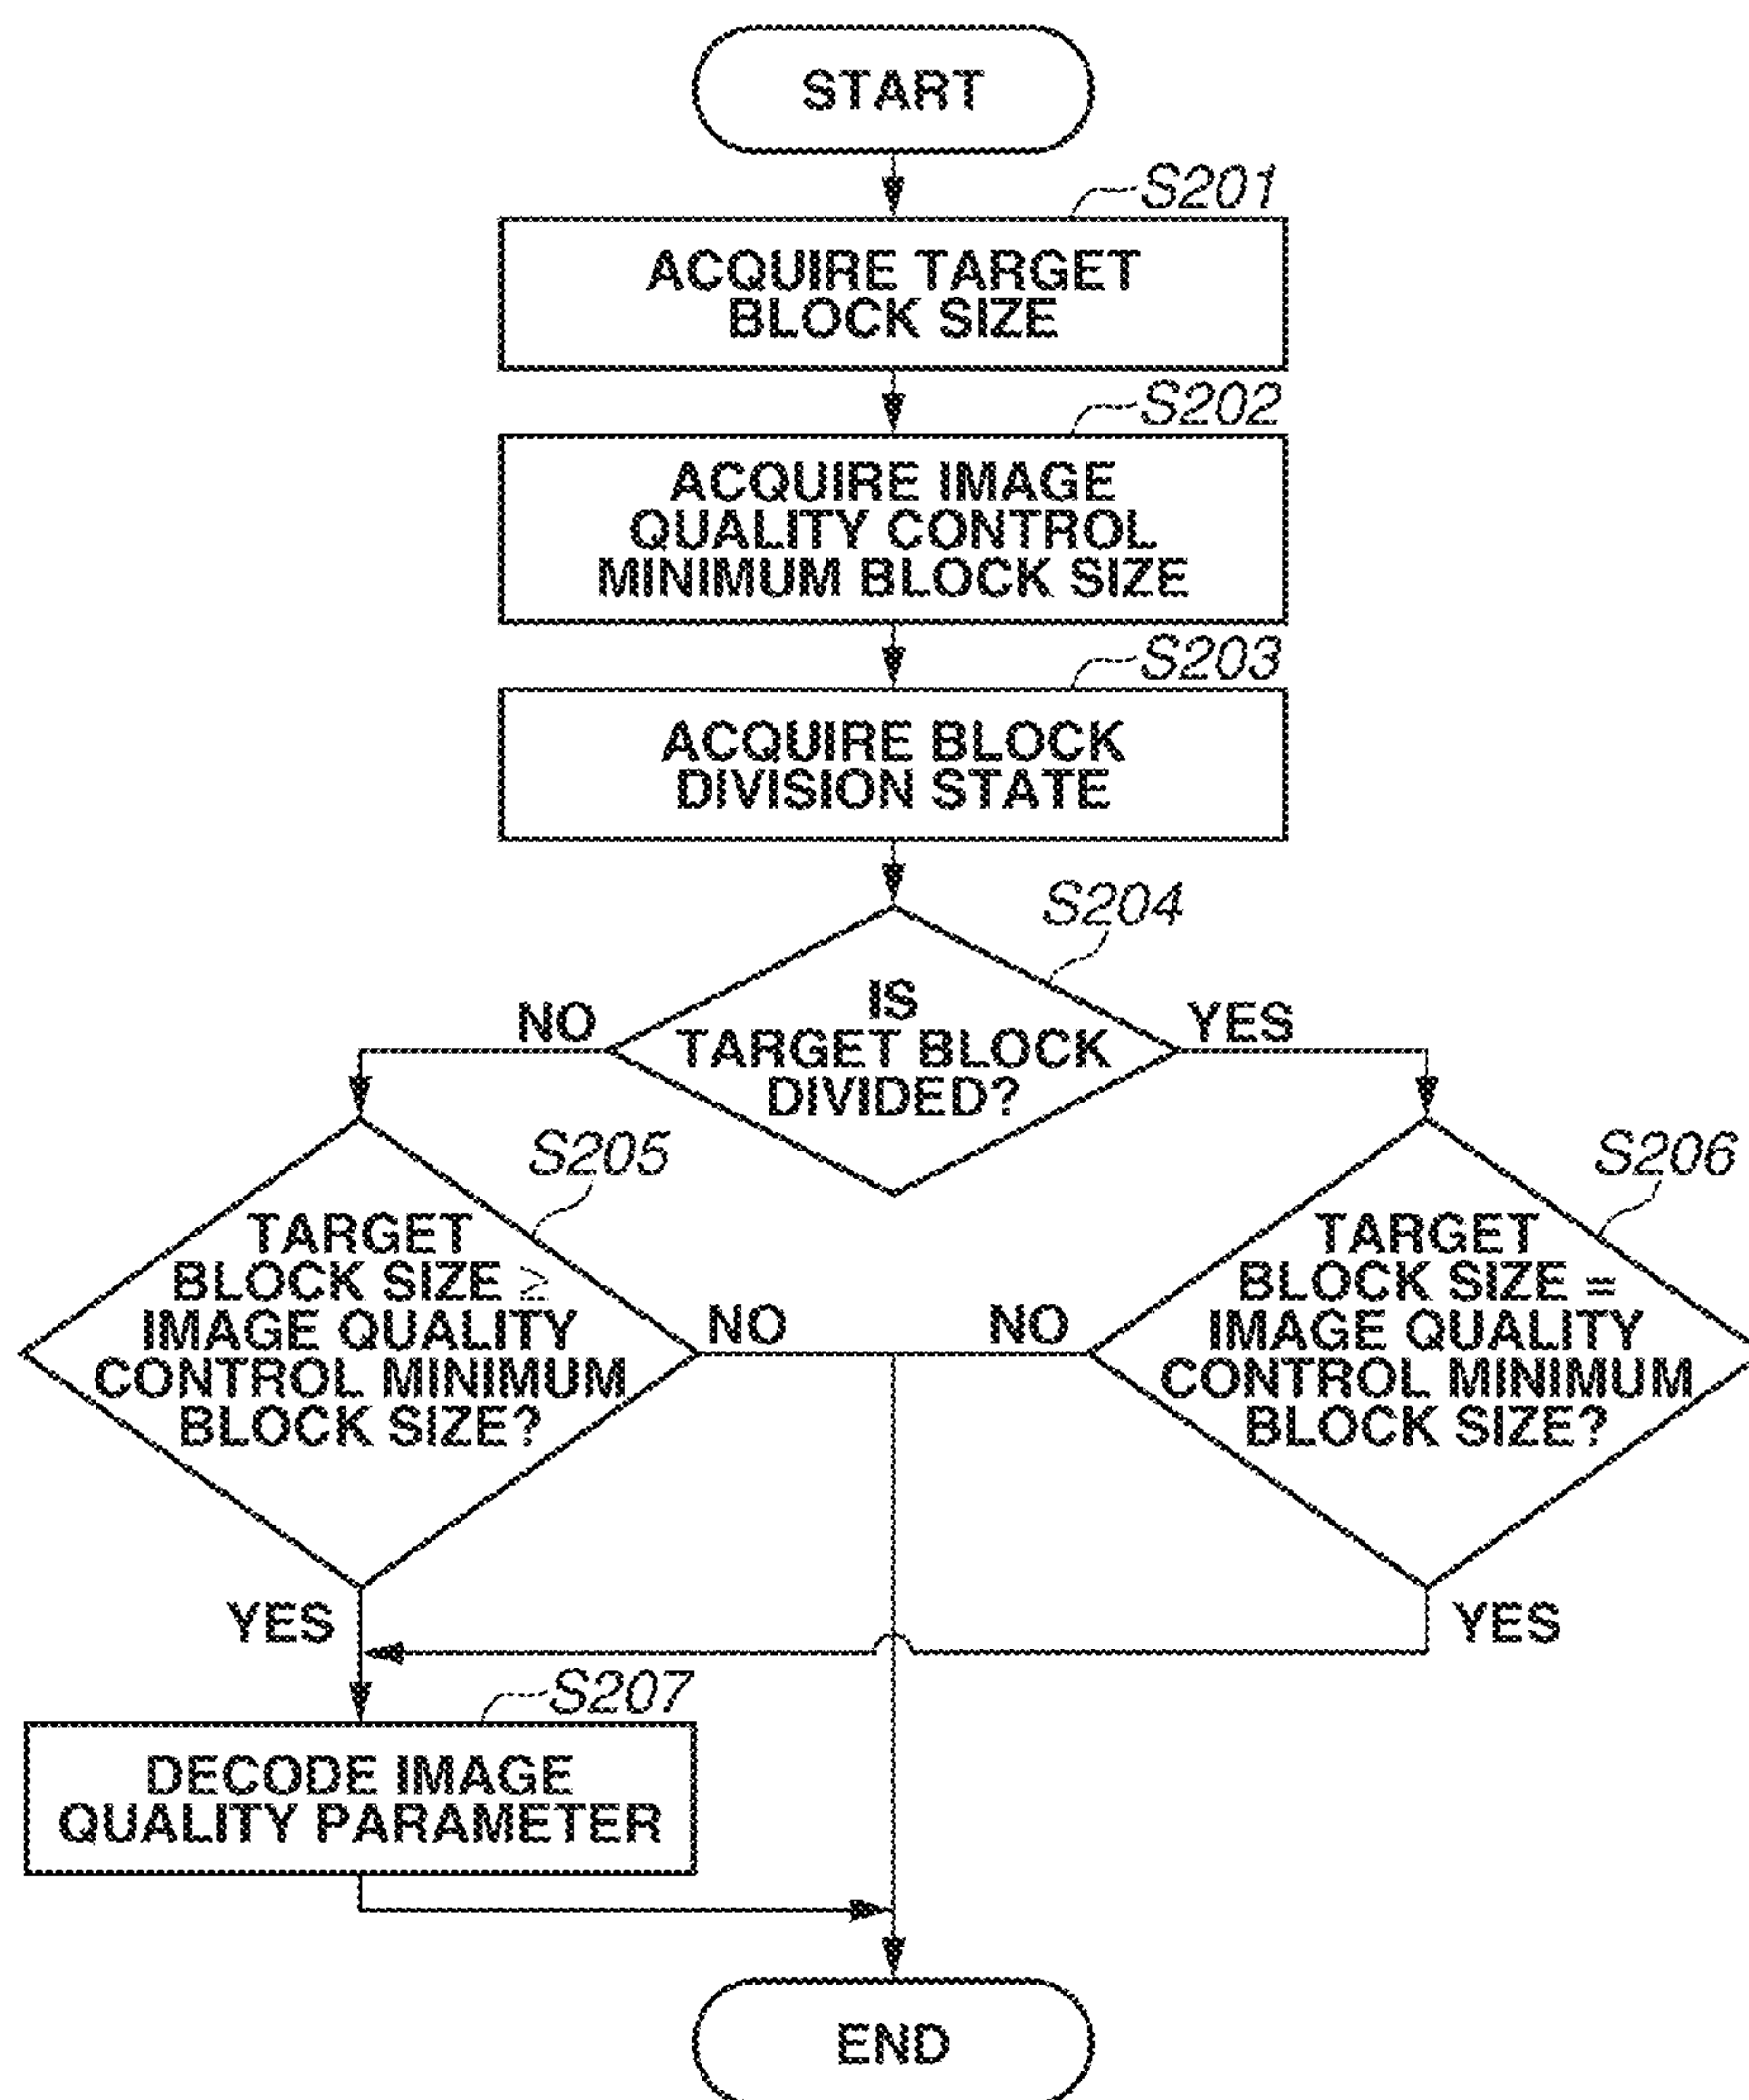 START
S201
ACQUIRE TARGET
BLOCK SIZE
S202
ACQUIRE IMAGE
QUALITY CONTROL
MINIMUM BLOCK SIZE
S203
ACQUIRE BLOCK
DIVISION STATE
S204
IS
TARGET BLOCK
DIVIDED?
NO
YES
S205
TARGET
BLOCK SIZE ≥
IMAGE QUALITY
CONTROL MINIMUM
BLOCK SIZE?
NO
YES
S206
TARGET
BLOCK SIZE =
IMAGE QUALITY
CONTROL MINIMUM
BLOCK SIZE?
NO
YES
S207
DECODE IMAGE
QUALITY PARAMETER
END